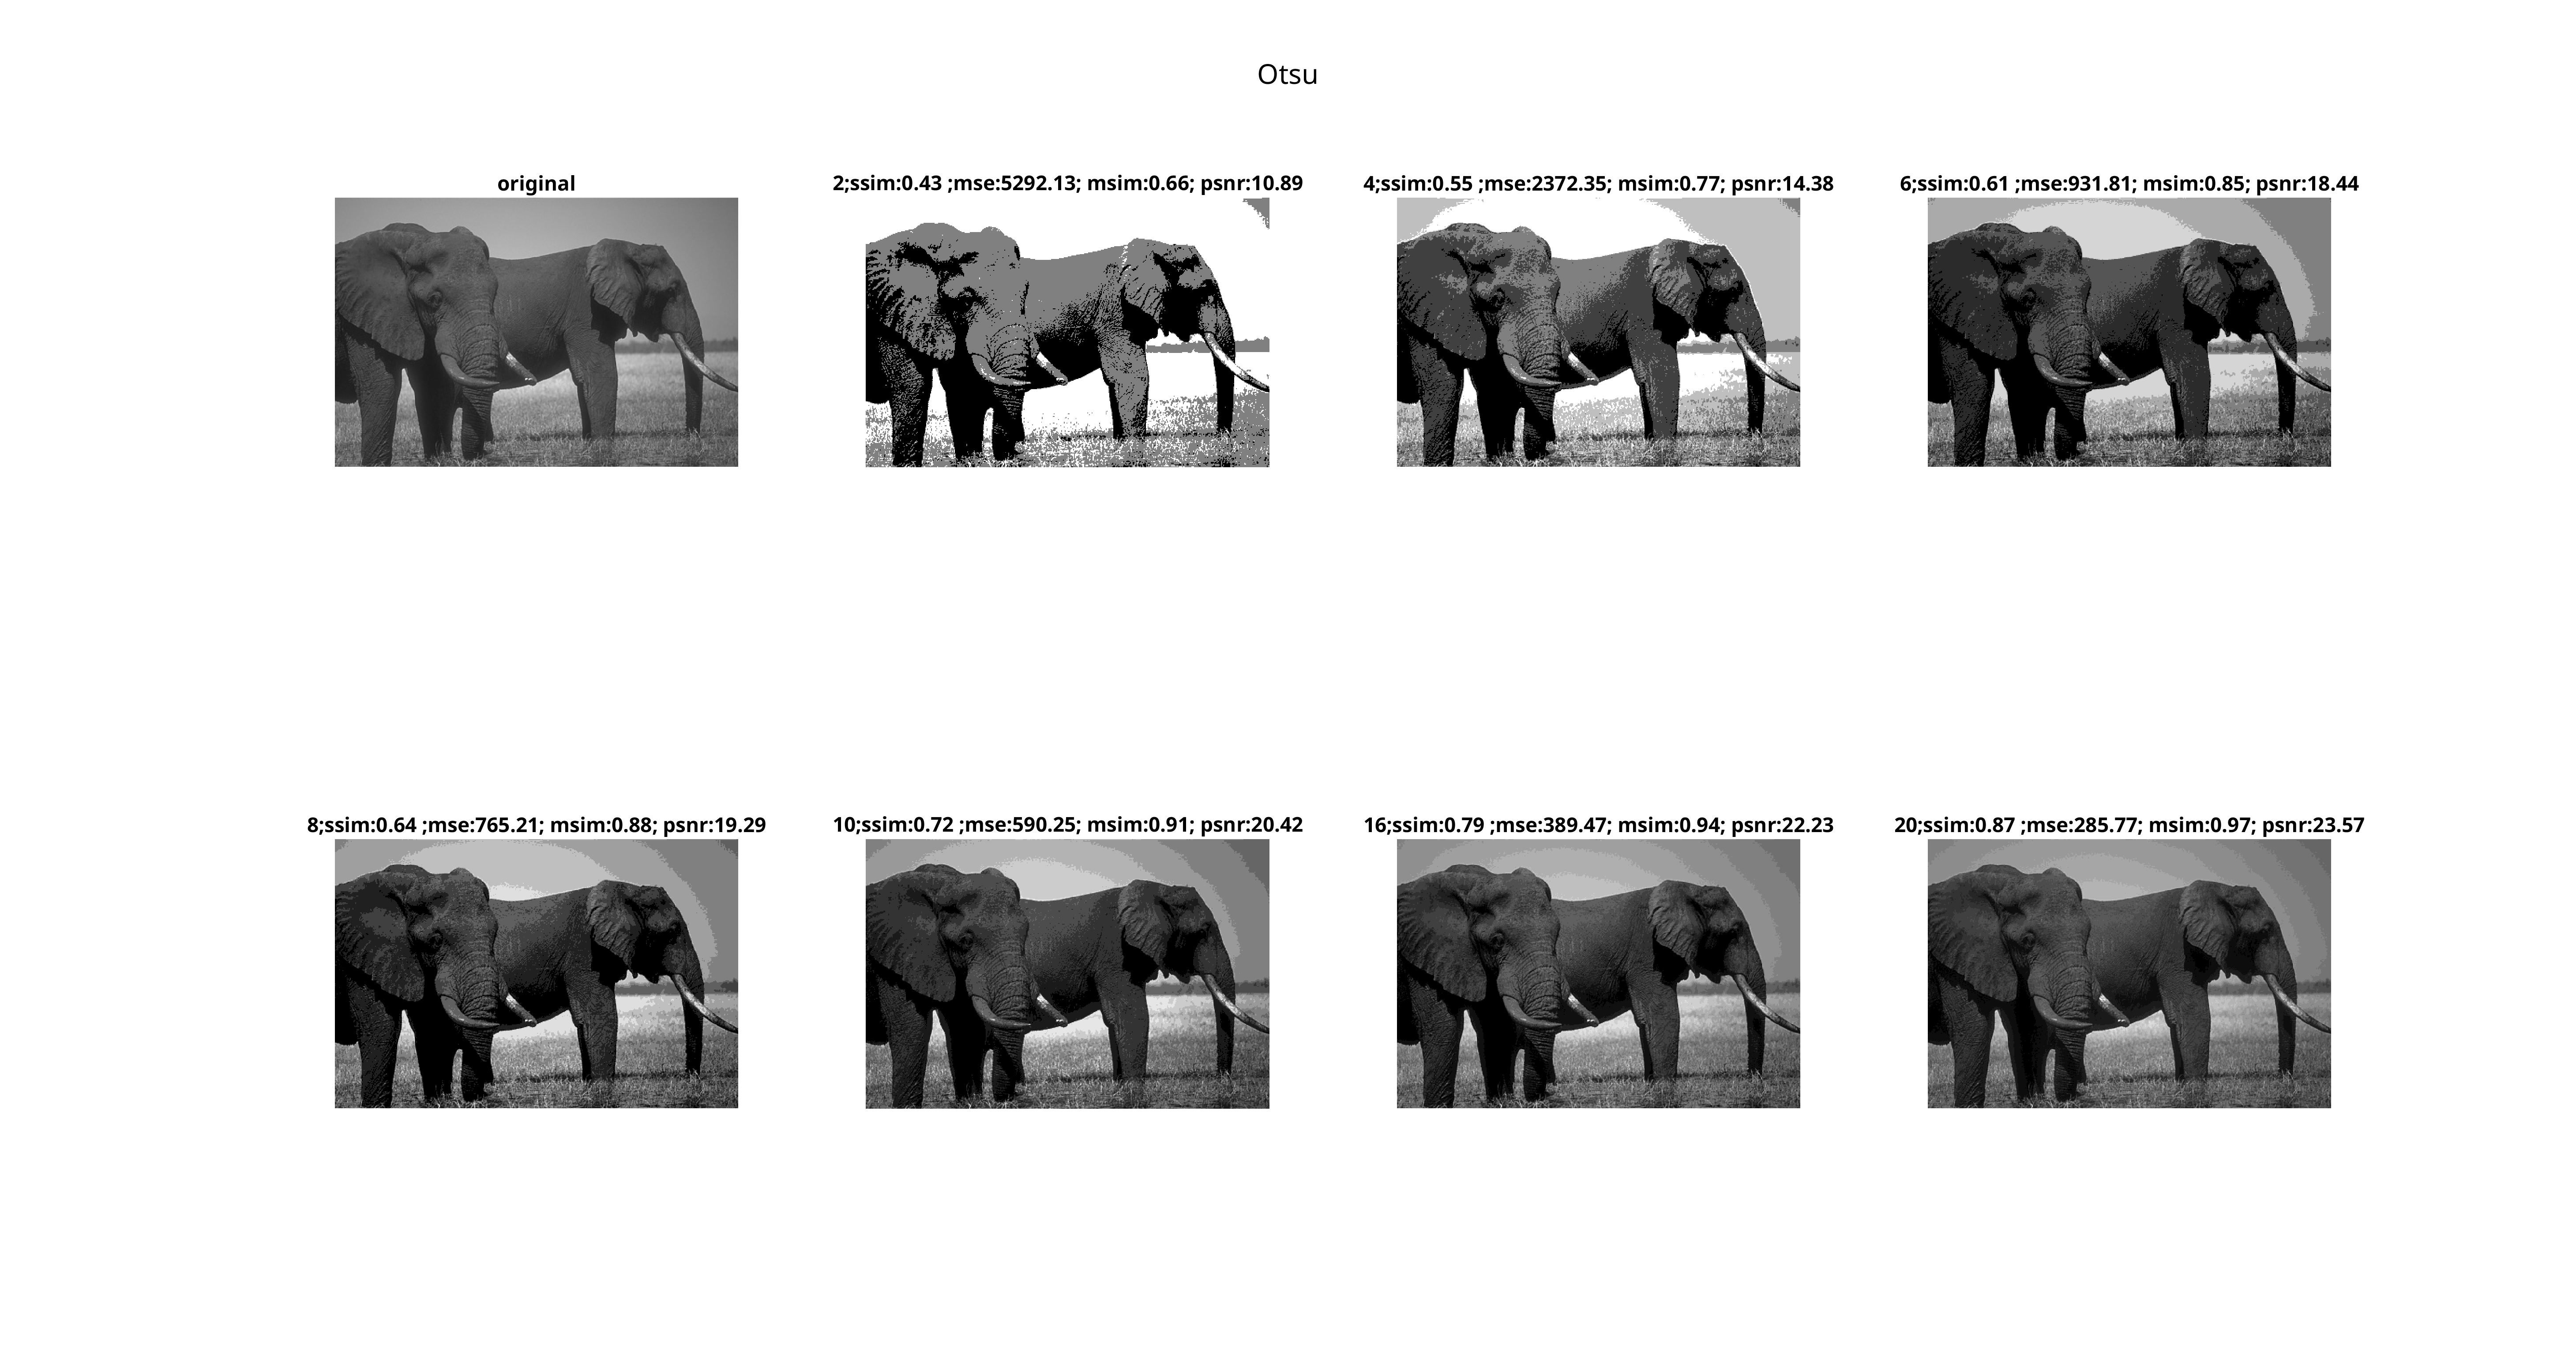 Otsu
original
2;ssim:0.43 ;mse:5292.13; msim:0.66; psnr:10.89
4;ssim:0.55 ;mse:2372.35; msim:0.77; psnr:14.38
6;ssim:0.61 ;mse:931.81; msim:0.85; psnr:18.44
8;ssim:0.64 ;mse:765.21; msim:0.88; psnr:19.29
10;ssim:0.72 ;mse:590.25; msim:0.91; psnr:20.42
16;ssim:0.79 ;mse:389.47; msim:0.94; psnr:22.23
20;ssim:0.87 ;mse:285.77; msim:0.97; psnr:23.57